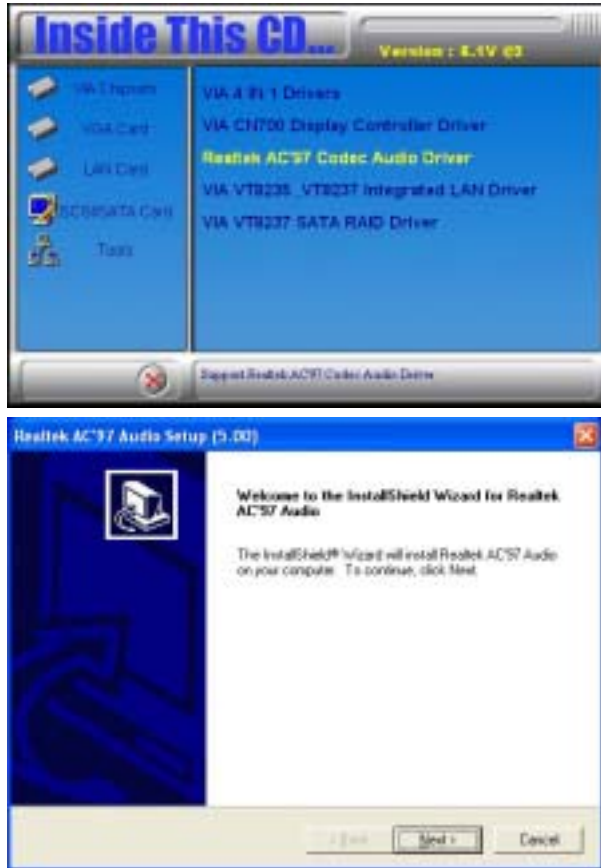 Inside This CD...
Version : 8.1V @3
VIA Chipsets
VGA Card
LAN Card
SCSI/SATA Card
Tools
VIA 4 IN 1 Drivers
VIA CN700 Display Controller Driver
Realtek AC'97 Codec Audio Driver
VIA VT8235 _VT8237 Integrated LAN Driver
VIA VT8237 SATA RAID Driver
Support Realtek AC'97 Codec Audio Driver
Realtek AC'97 Audio Setup (5.00)
Welcome to the InstallShield Wizard for Realtek
AC'97 Audio
The InstallShield® Wizard will install Realtek AC'97 Audio
on your computer. To continue, click Next.
< Back
Next >
Cancel